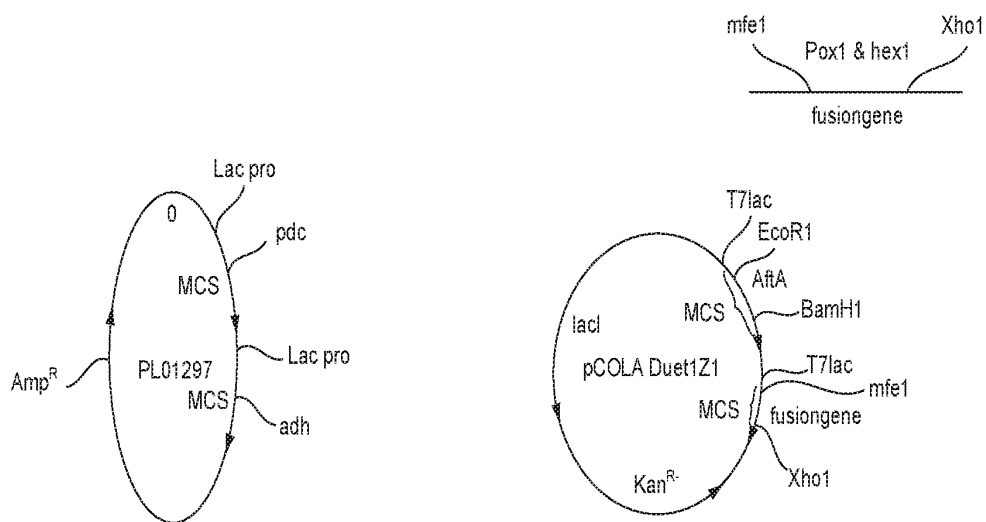 mfe1
Xho1
Pox1 & hex1
fusiongene
Lac pro
0
pdc
MCS
Lac pro
PL01297
Amp^R
MCS
adh
T7lac
EcoR1
AftA
BamH1
MCS
lacI
pCOLA Duet1Z1
T7lac
mfe1
MCS
fusiongene
Xho1
Kan^R-